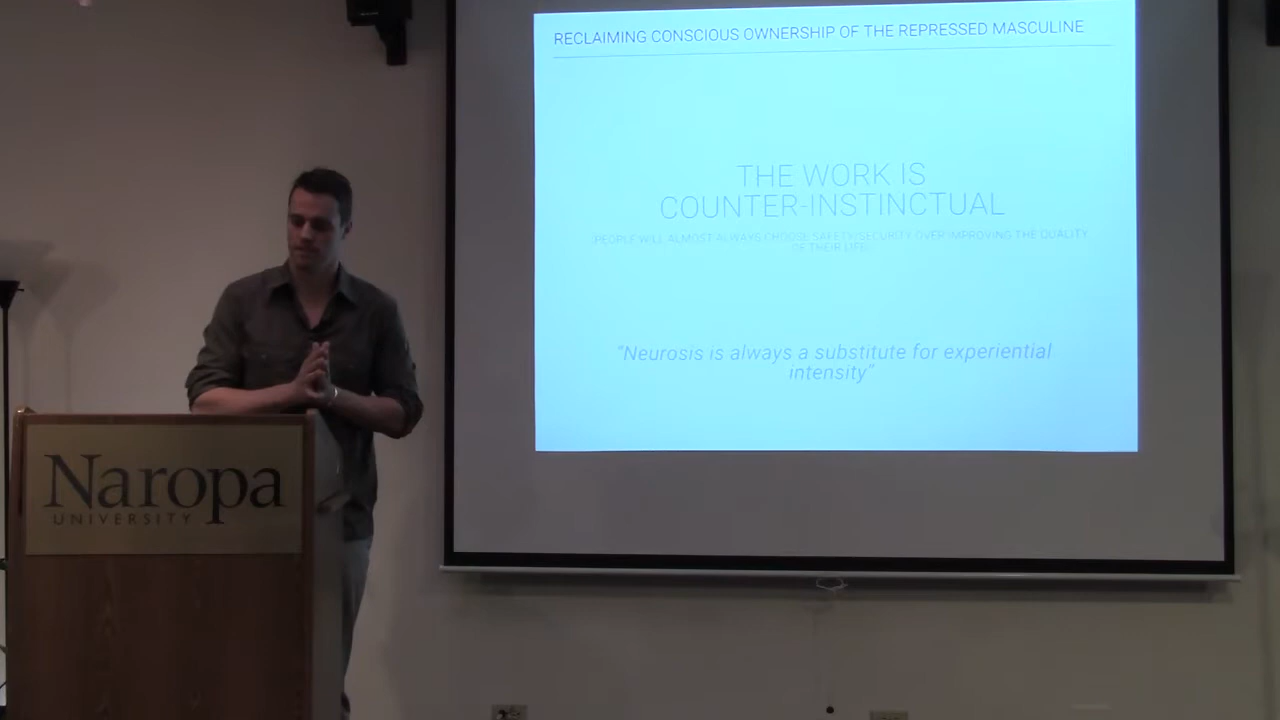 RECLAIMING CONSCIOUS OWNERSHIP OF THE REPRESSED MASCULINE
THE WORK IS
COUNTER-INSTINCTUAL
(PEOPLE WILL ALMOST ALWAYS CHOOSE SAFETY/SECURITY OVER IMPROVING THE QUALITY
OF THEIR LIFE)
"Neurosis is always a substitute for experiential
intensity"
Naropa
UNIVERSITY